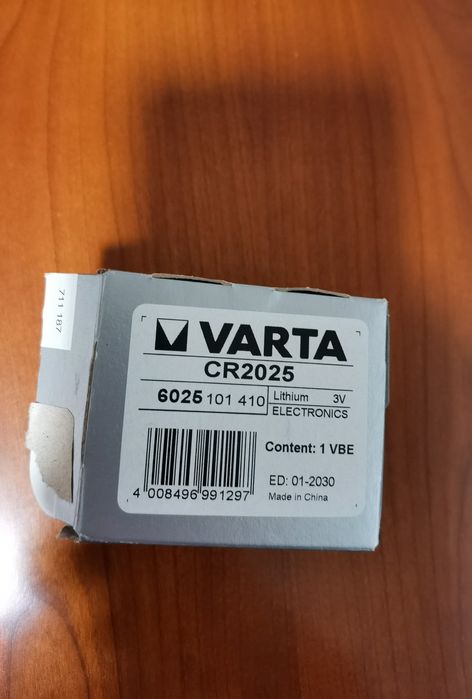 VARTA
CR2025
6025 101 410
Lithium 3V
ELECTRONICS
Content: 1 VBE
ED: 01-2030
Made in China
4 008496 991297
711 187